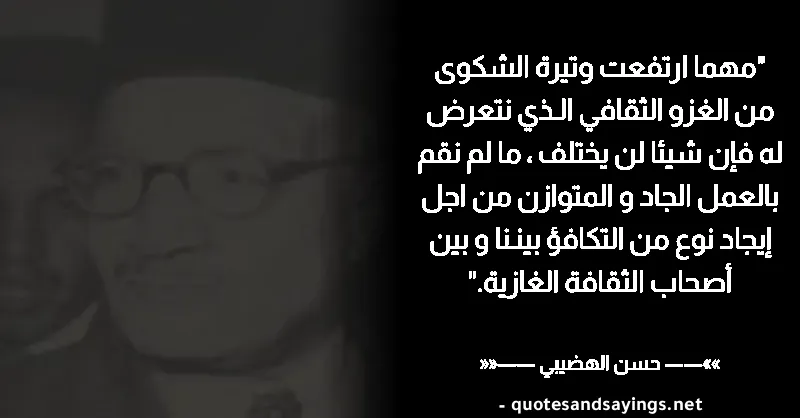 "مهما ارتفعت وتيرة الشكوى
من الغزو الثقافي الـذي نتعرض
له فإن شيئا لن يختلف ، ما لم نقم
بالعمل الجاد و المتوازن من اجل
إيجاد نوع من التكافؤ بيننا و بين
أصحاب الثقافة الغازية."
»»—— حسن الهضيبي ——««
- quotesandsayings.net